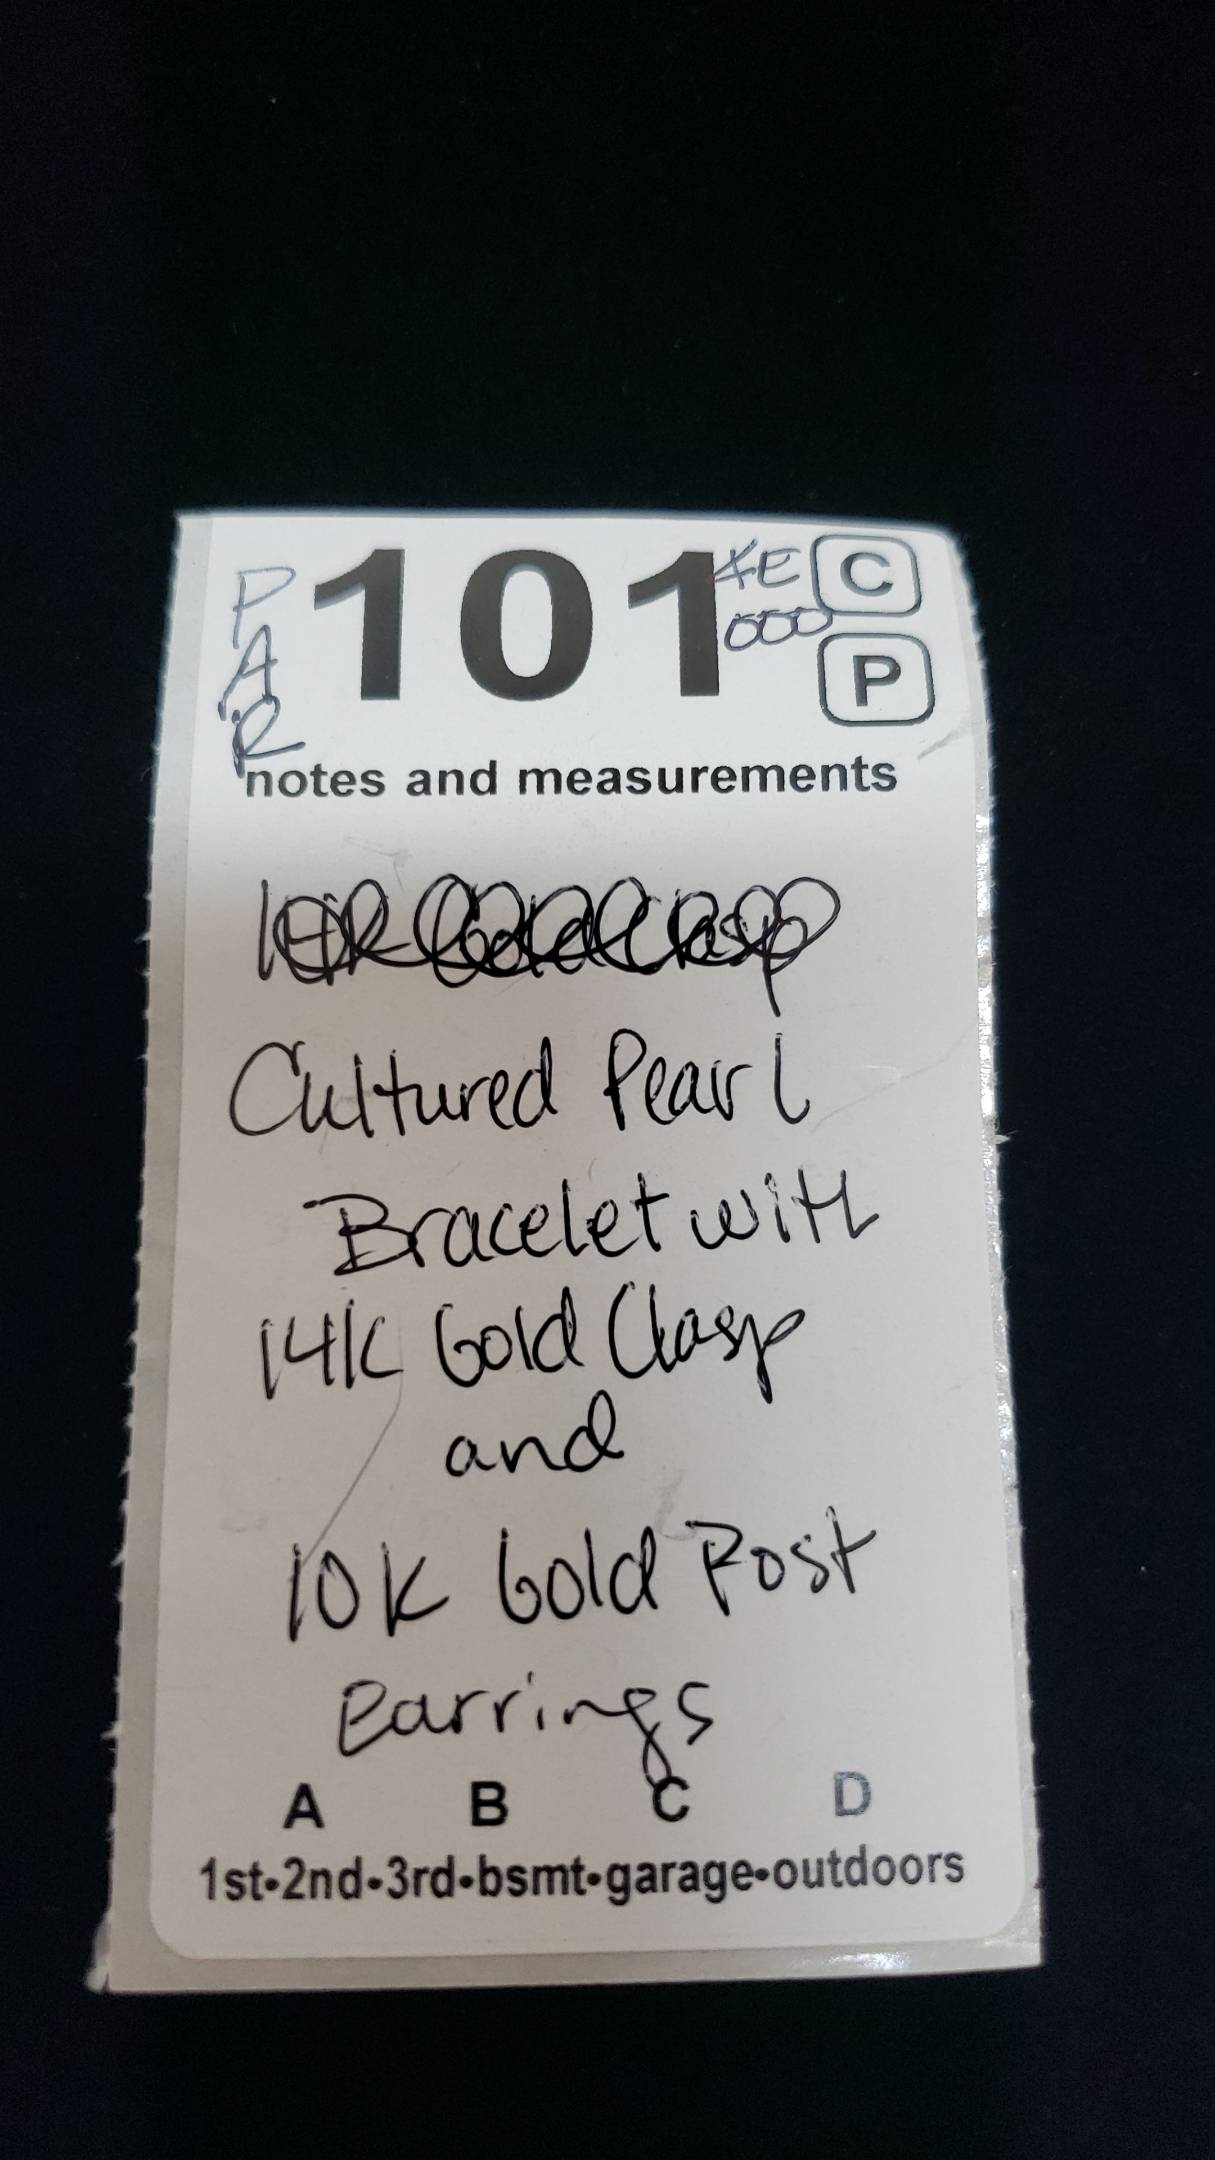 PAR
101
C
000
P
notes and measurements
Cultured Pearl
Bracelet with
14K Gold Clasp
and
10K Gold Post
earrings
A B C D
1st•2nd•3rd•bsmt•garage•outdoors